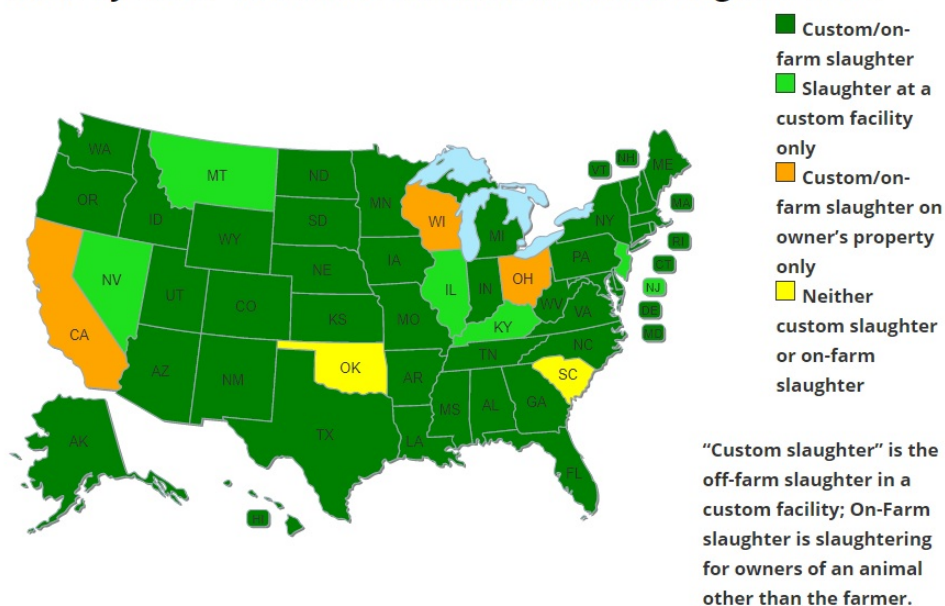 Custom/on-
farm slaughter
Slaughter at a
custom facility
only
Custom/on-
farm slaughter on
owner's property
only
Neither
custom slaughter
or on-farm
slaughter
WA
MT
ND
MN
VT
NH
ME
OR
ID
SD
WI
MI
NY
MA
WY
RI
NV
NE
IA
PA
CT
UT
CO
IL
IN
OH
NJ
CA
KS
MO
WV
VA
DE
KY
MD
AZ
NM
OK
AR
TN
NC
SC
MS
AL
GA
TX
LA
AK
FL
HI
“Custom slaughter” is the
off-farm slaughter in a
custom facility; On-Farm
slaughter is slaughtering
for owners of an animal
other than the farmer.